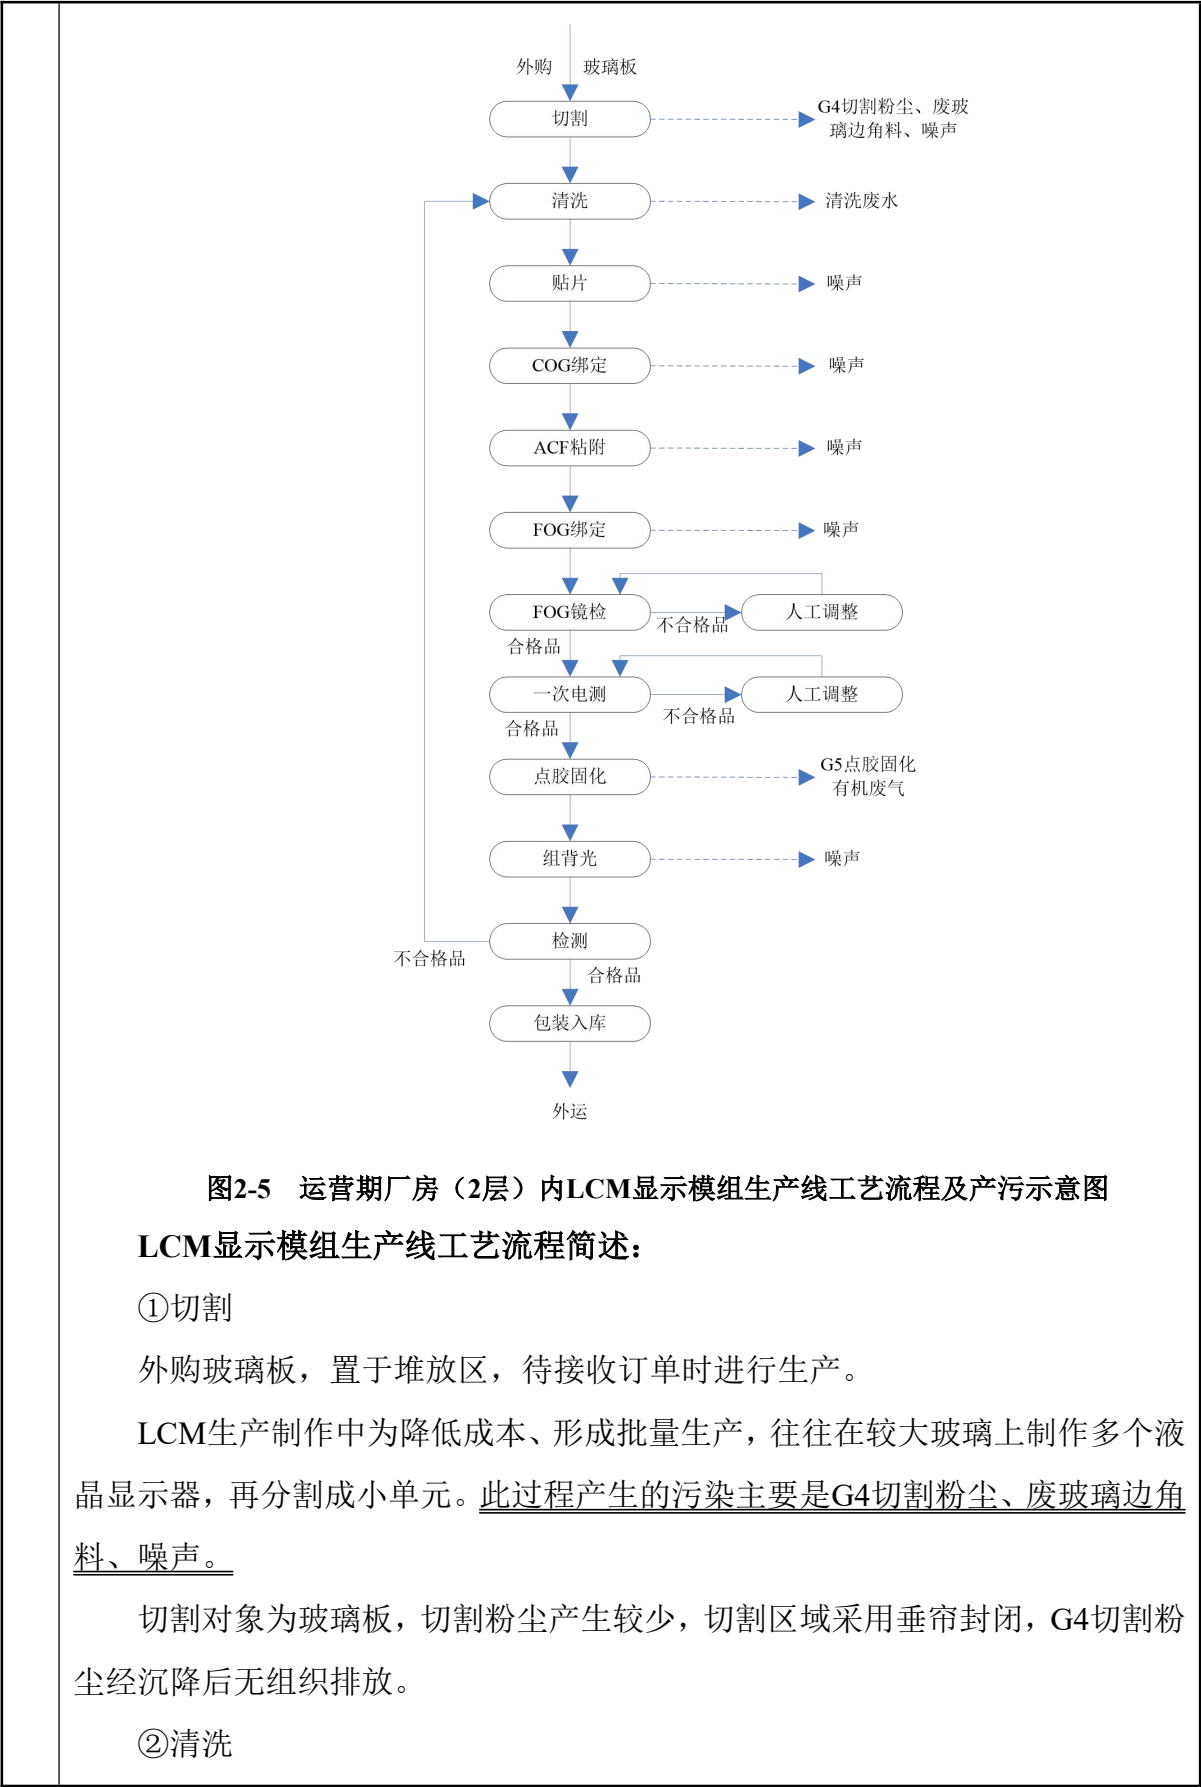 外购 玻璃板
切割
G4切割粉尘、废玻
璃边角料、噪声
清洗
清洗废水
贴片
噪声
COG绑定
噪声
ACF粘附
噪声
FOG绑定
噪声
FOG镜检
不合格品
人工调整
合格品
一次电测
不合格品
人工调整
合格品
点胶固化
G5点胶固化
有机废气
组背光
噪声
检测
不合格品
合格品
包装入库
外运
图2-5 运营期厂房（2层）内LCM显示模组生产线工艺流程及产污示意图
LCM显示模组生产线工艺流程简述：
①切割
外购玻璃板，置于堆放区，待接收订单时进行生产。
LCM生产制作中为降低成本、形成批量生产，往往在较大玻璃上制作多个液
晶显示器，再分割成小单元。此过程产生的污染主要是G4切割粉尘、废玻璃边角
料、噪声。
切割对象为玻璃板，切割粉尘产生较少，切割区域采用垂帘封闭，G4切割粉
尘经沉降后无组织排放。
②清洗